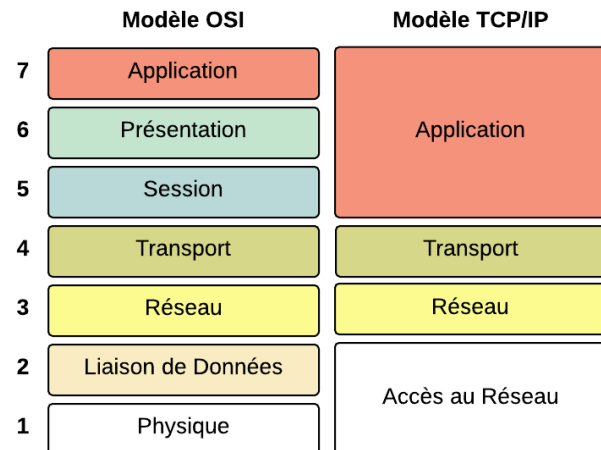 Modèle OSI Modèle TCP/IP
7 Application Application
6 Présentation
5 Session
4 Transport Transport
3 Réseau Réseau
2 Liaison de Données
Accès au Réseau
1 Physique